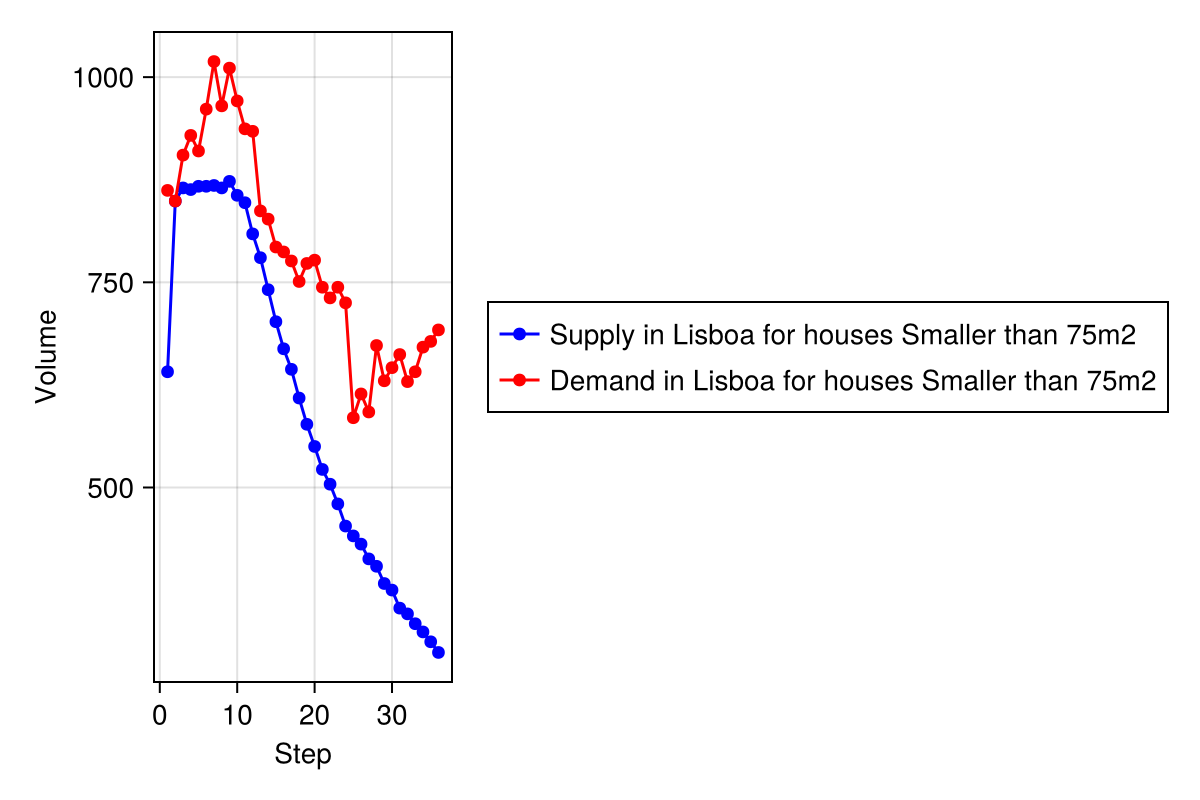 1000
750
500
Volume
0 10 20 30
Step
Supply in Lisboa for houses Smaller than 75m2
Demand in Lisboa for houses Smaller than 75m2